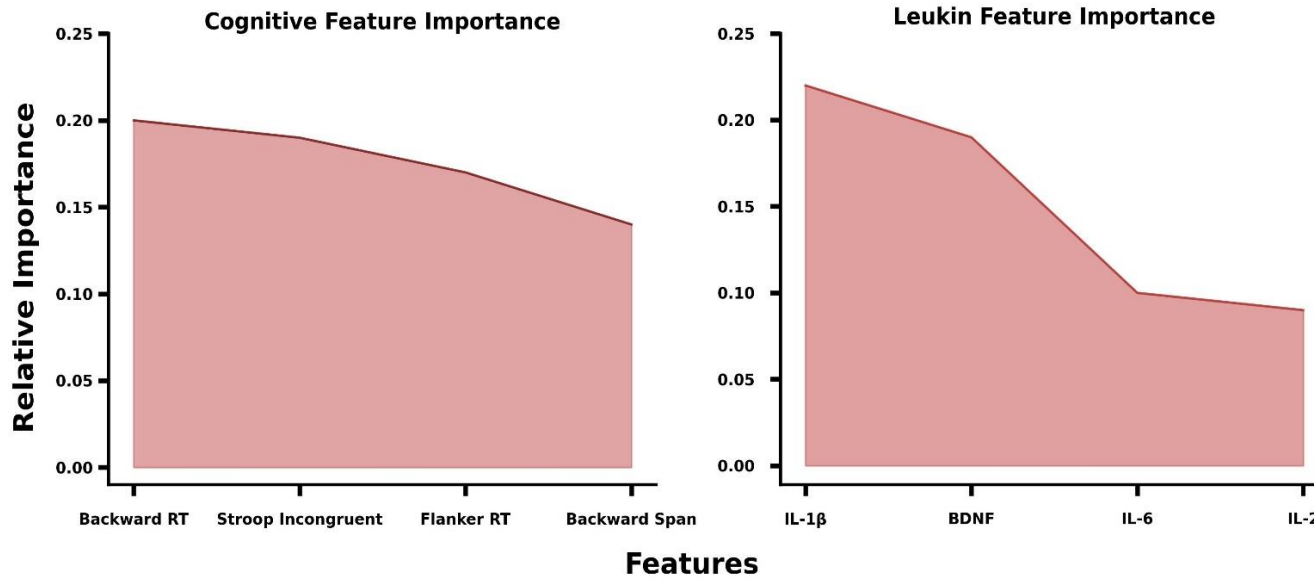 Cognitive Feature Importance
Leukin Feature Importance
Relative Importance
0.25
0.20
0.15
0.10
0.05
0.00
0.25
0.20
0.15
0.10
0.05
0.00
Backward RT Stroop Incongruent Flanker RT Backward Span
IL-1β BDNF IL-6
Features